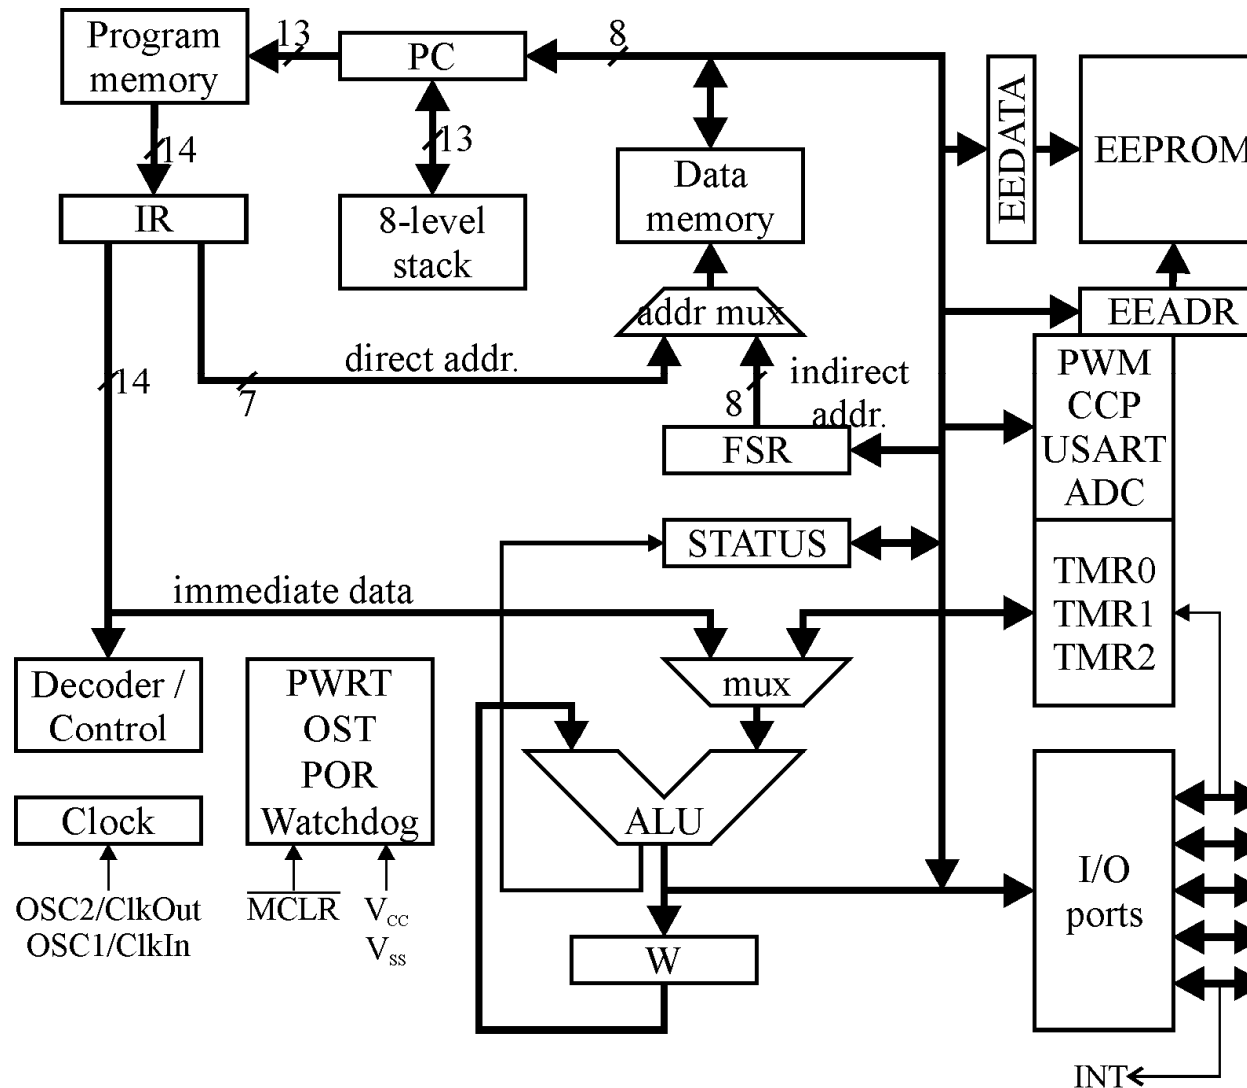 Program
memory
13
PC
8
14
13
IR
8-level
stack
Data
memory
EEDATA
EEPROM
addr mux
EEADR
direct addr.
14
7
8
indirect
addr.
FSR
PWM
CCP
USART
ADC
STATUS
TMR0
TMR1
TMR2
immediate data
mux
Decoder /
Control
PWRT
OST
POR
Watchdog
Clock
ALU
I/O
ports
OSC2/ClkOut
OSC1/ClkIn
MCLR
Vcc
Vss
W
INT